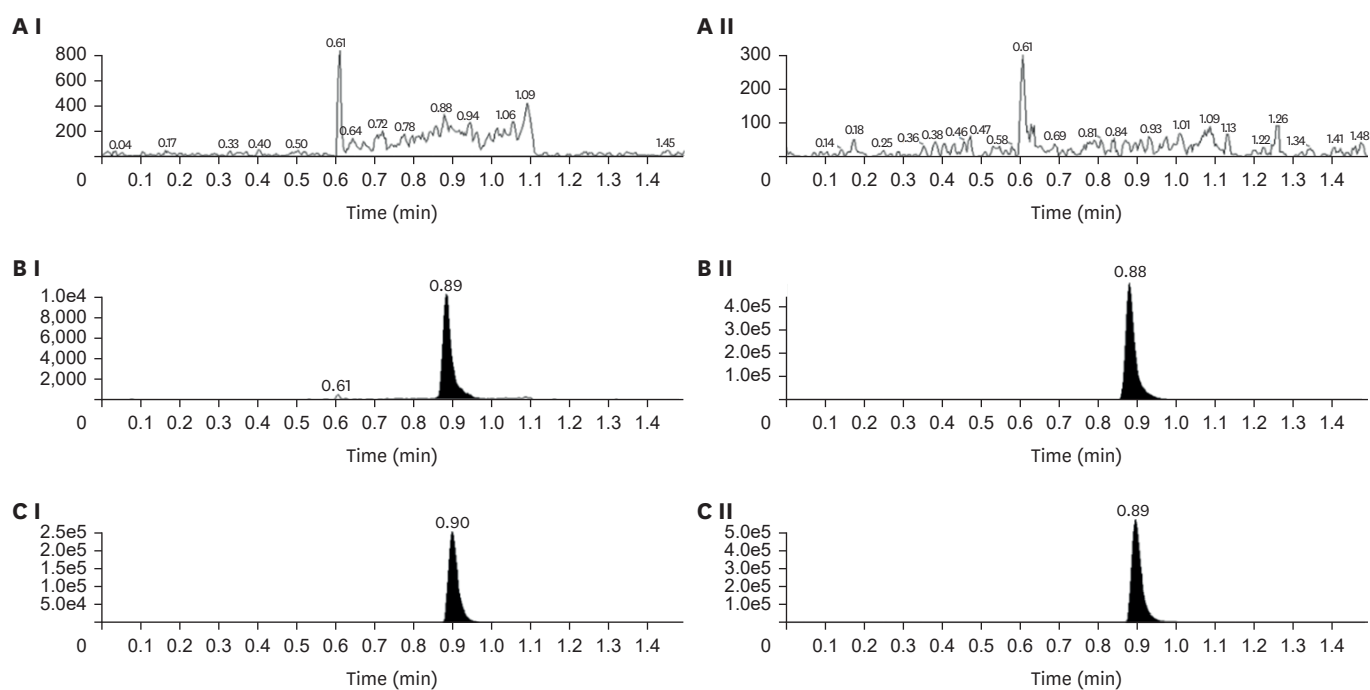 A I
800
600
400
200
0.61
0.04
0.17
0.33
0.40
0.50
0.64
0.72
0.78
0.88
0.94
1.06
1.09
1.45
0 0.1 0.2 0.3 0.4 0.5 0.6 0.7 0.8 0.9 1.0 1.1 1.2 1.3 1.4
Time (min)
A II
300
200
100
0.61
0.14
0.18
0.25
0.36
0.38
0.46
0.47
0.58
0.69
0.81
0.84
0.93
1.01
1.09
1.13
1.22
1.26
1.34
1.41
1.48
0 0.1 0.2 0.3 0.4 0.5 0.6 0.7 0.8 0.9 1.0 1.1 1.2 1.3 1.4
Time (min)
B I
1.0e4
8,000
6,000
4,000
2,000
0.61
0.89
0 0.1 0.2 0.3 0.4 0.5 0.6 0.7 0.8 0.9 1.0 1.1 1.2 1.3 1.4
Time (min)
B II
4.0e5
3.0e5
2.0e5
1.0e5
0.88
0 0.1 0.2 0.3 0.4 0.5 0.6 0.7 0.8 0.9 1.0 1.1 1.2 1.3 1.4
Time (min)
C I
2.5e5
2.0e5
1.5e5
1.0e5
5.0e4
0.90
0 0.1 0.2 0.3 0.4 0.5 0.6 0.7 0.8 0.9 1.0 1.1 1.2 1.3 1.4
Time (min)
C II
5.0e5
4.0e5
3.0e5
2.0e5
1.0e5
0.89
0 0.1 0.2 0.3 0.4 0.5 0.6 0.7 0.8 0.9 1.0 1.1 1.2 1.3 1.4
Time (min)